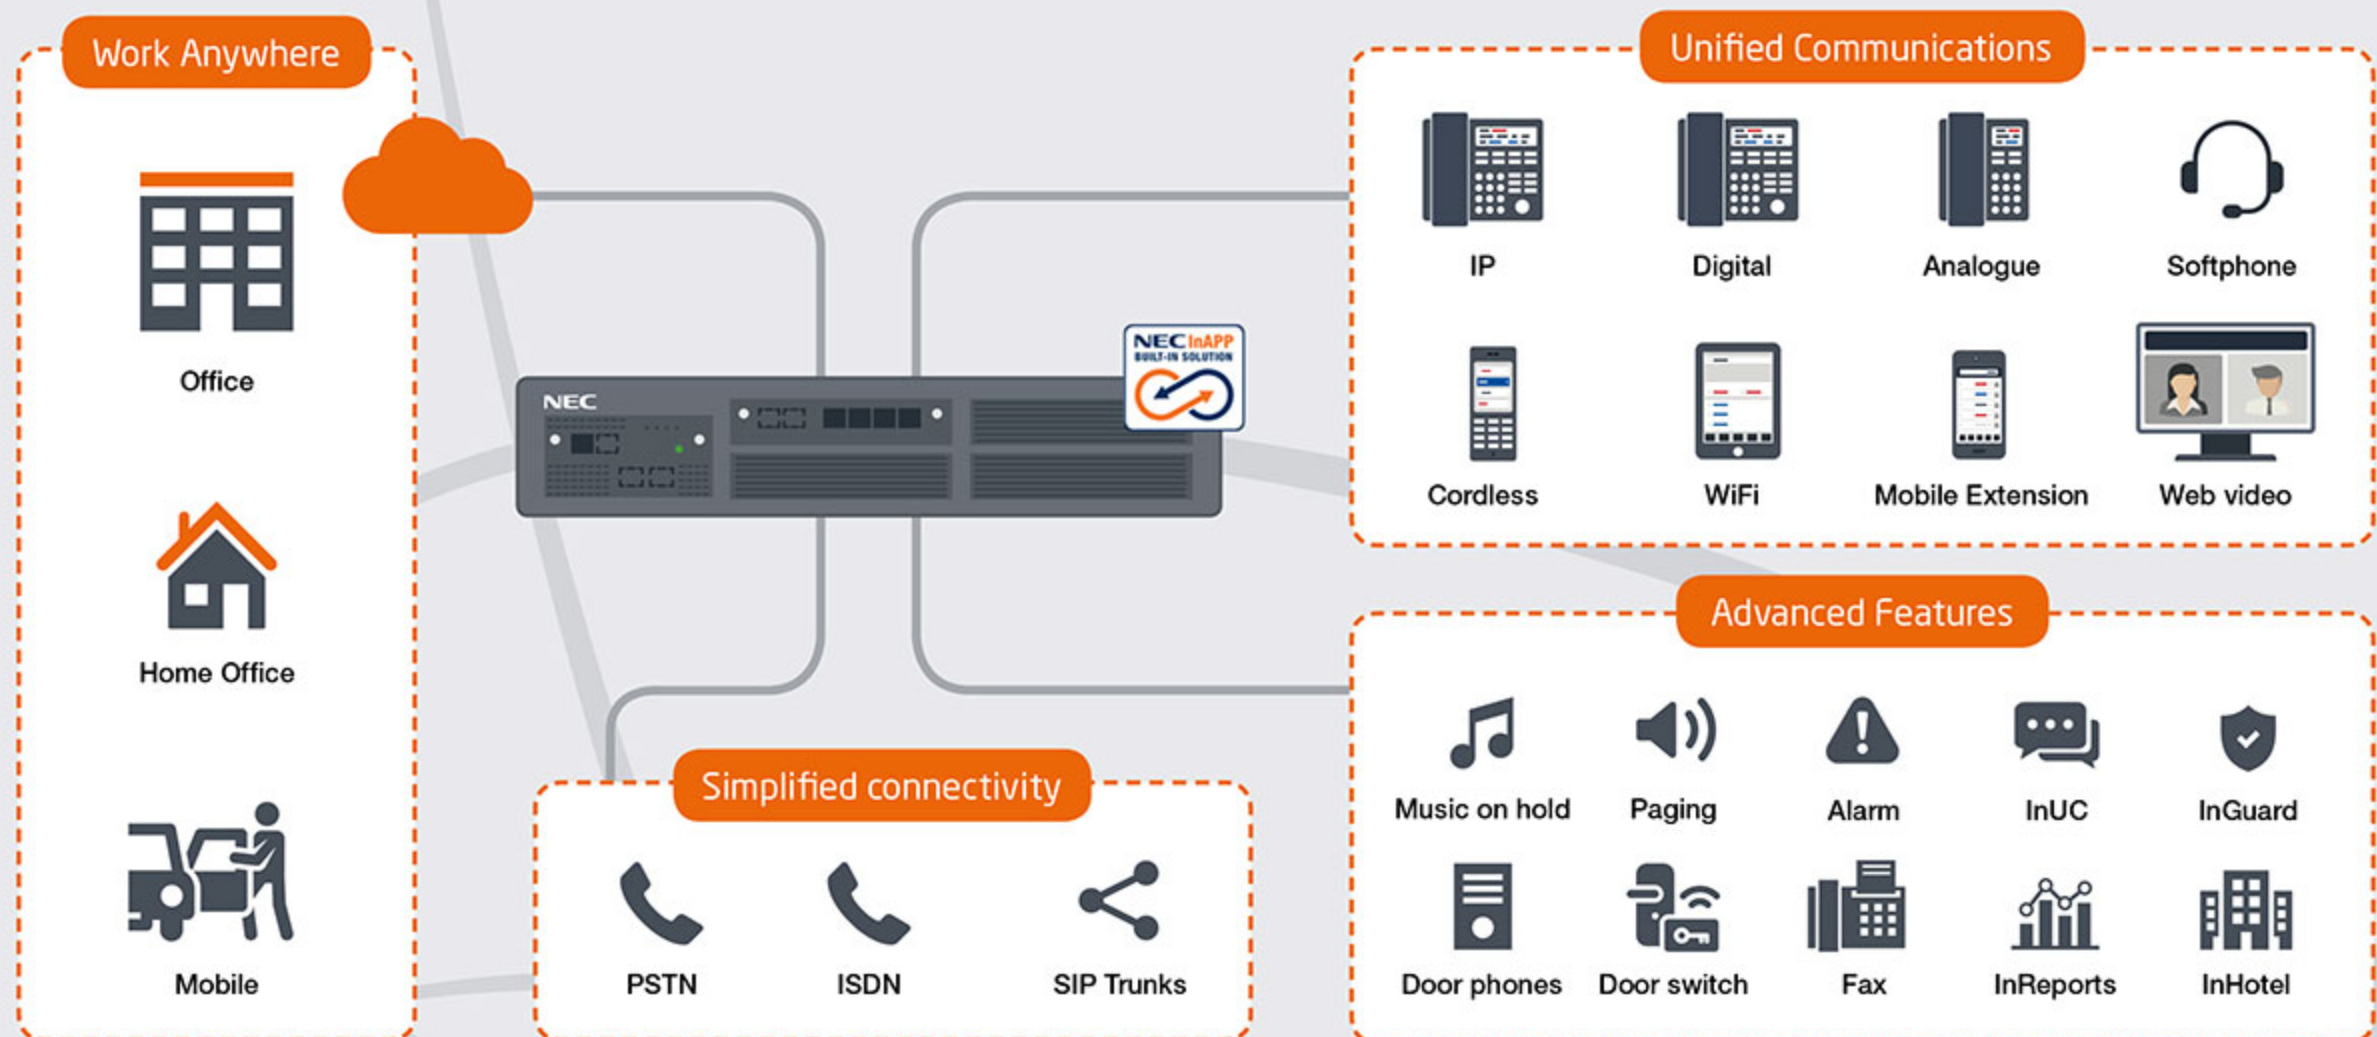 Work Anywhere
Office
Home Office
Mobile
NEC
NEC InAPP
BUILT-IN SOLUTION
Simplified connectivity
PSTN
ISDN
SIP Trunks
Unified Communications
IP
Digital
Analogue
Softphone
Cordless
WiFi
Mobile Extension
Web video
Advanced Features
Music on hold
Paging
Alarm
InUC
InGuard
Door phones
Door switch
Fax
InReports
InHotel